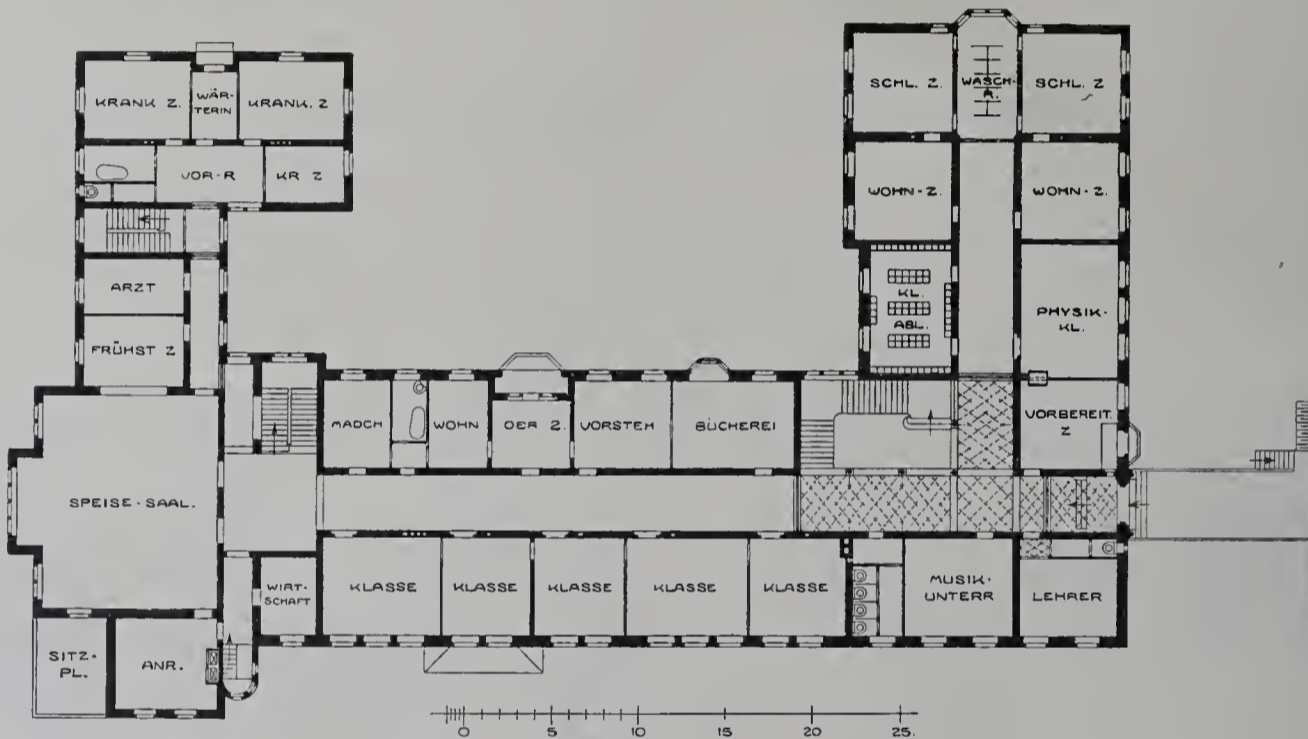 KRANK Z.
WÄR-
TERIN
KRANK. Z
VOR-R
KR Z
ARZT
FRÜHST Z
SPEISE-SAAL.
SITZ-
PL.
ANR.
WIRT-
SCHAFT
MADCH
WOHN
DER Z.
VORSTEH
BÜCHEREI
KLASSE
KLASSE
KLASSE
KLASSE
KLASSE
MUSIK-
UNTERR
LEHRER
SCHL. Z.
WASCH-
R.
SCHL. Z
WOHN-Z.
WOHN-Z.
KL.
ABL.
PHYSIK-
KL.
VORBEREIT.
Z
0 5 10 15 20 25.